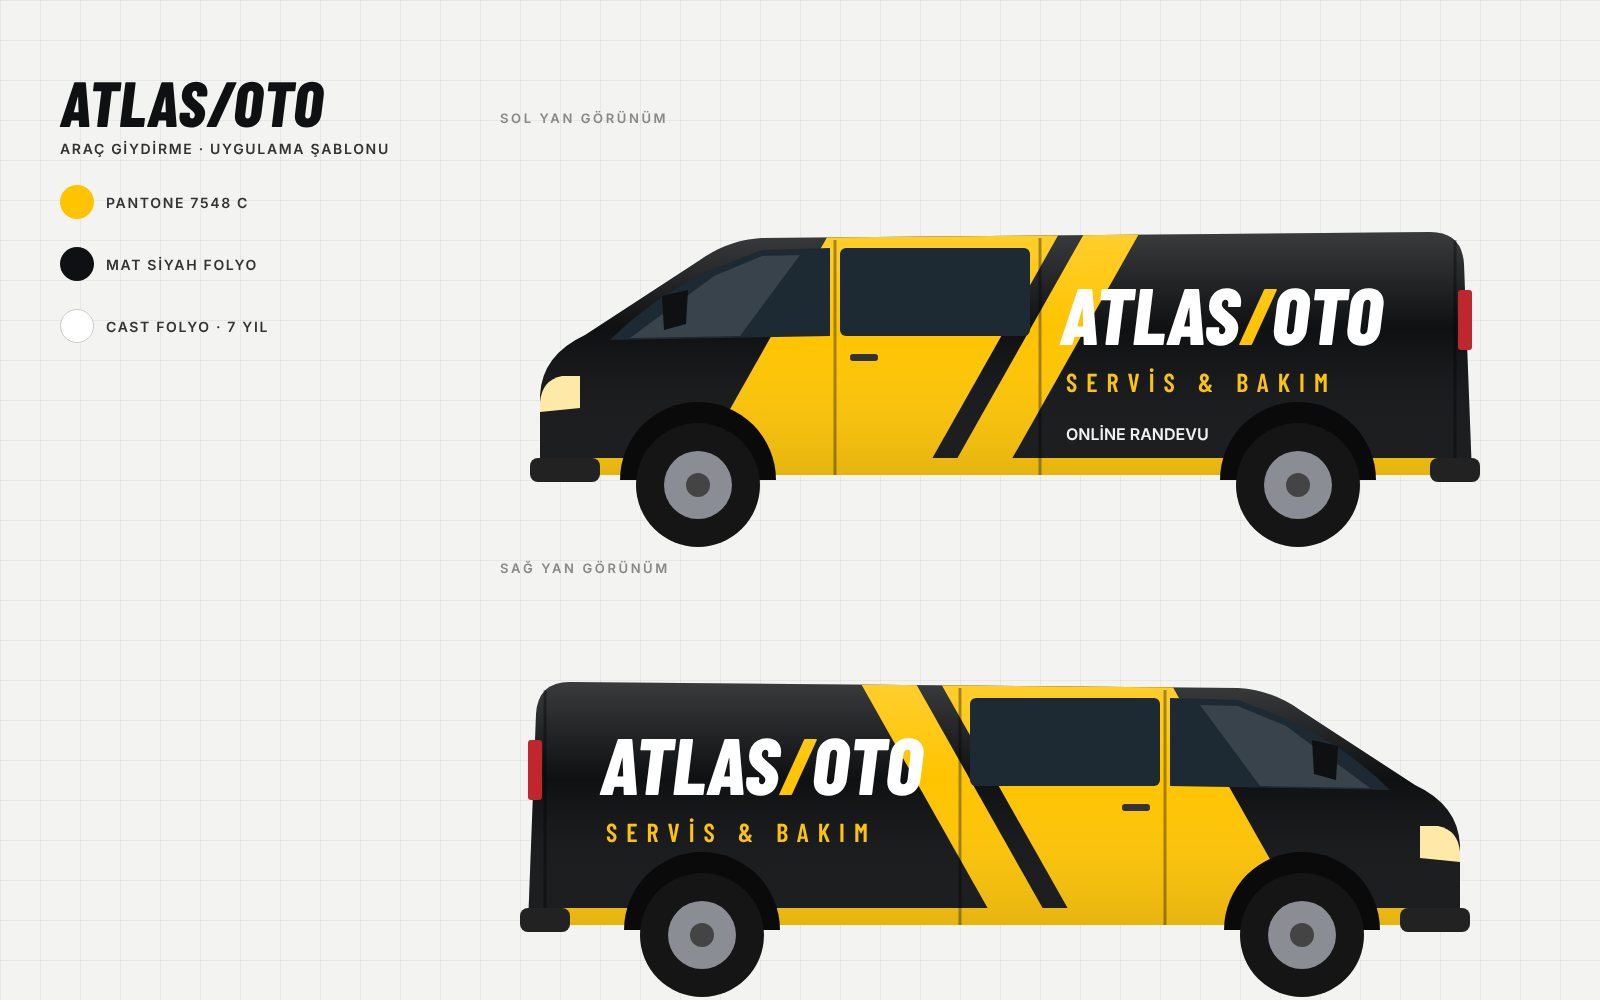 ATLAS/OTO
ARAÇ GİYDİRME · UYGULAMA ŞABLONU
PANTONE 7548 C
MAT SİYAH FOLYO
CAST FOLYO · 7 YIL
SOL YAN GÖRÜNÜM
ATLAS/OTO
SERVİS & BAKIM
ONLİNE RANDEVU
SAĞ YAN GÖRÜNÜM
ATLAS/OTO
SERVİS & BAKIM